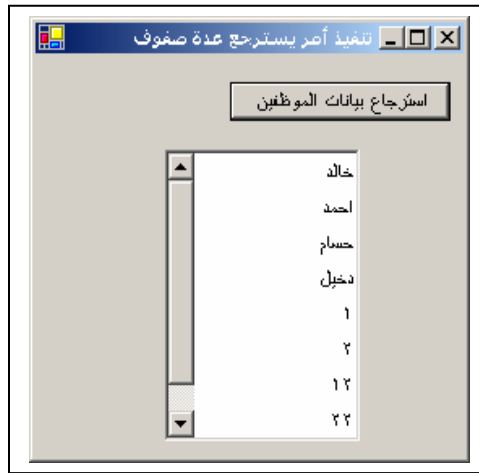 تنفيذ أمر يسترجع عدة صفوف
استرجاع بيانات الموظفين
خالد
احمد
حسام
دخيل
١
٢
١٢
٢٢